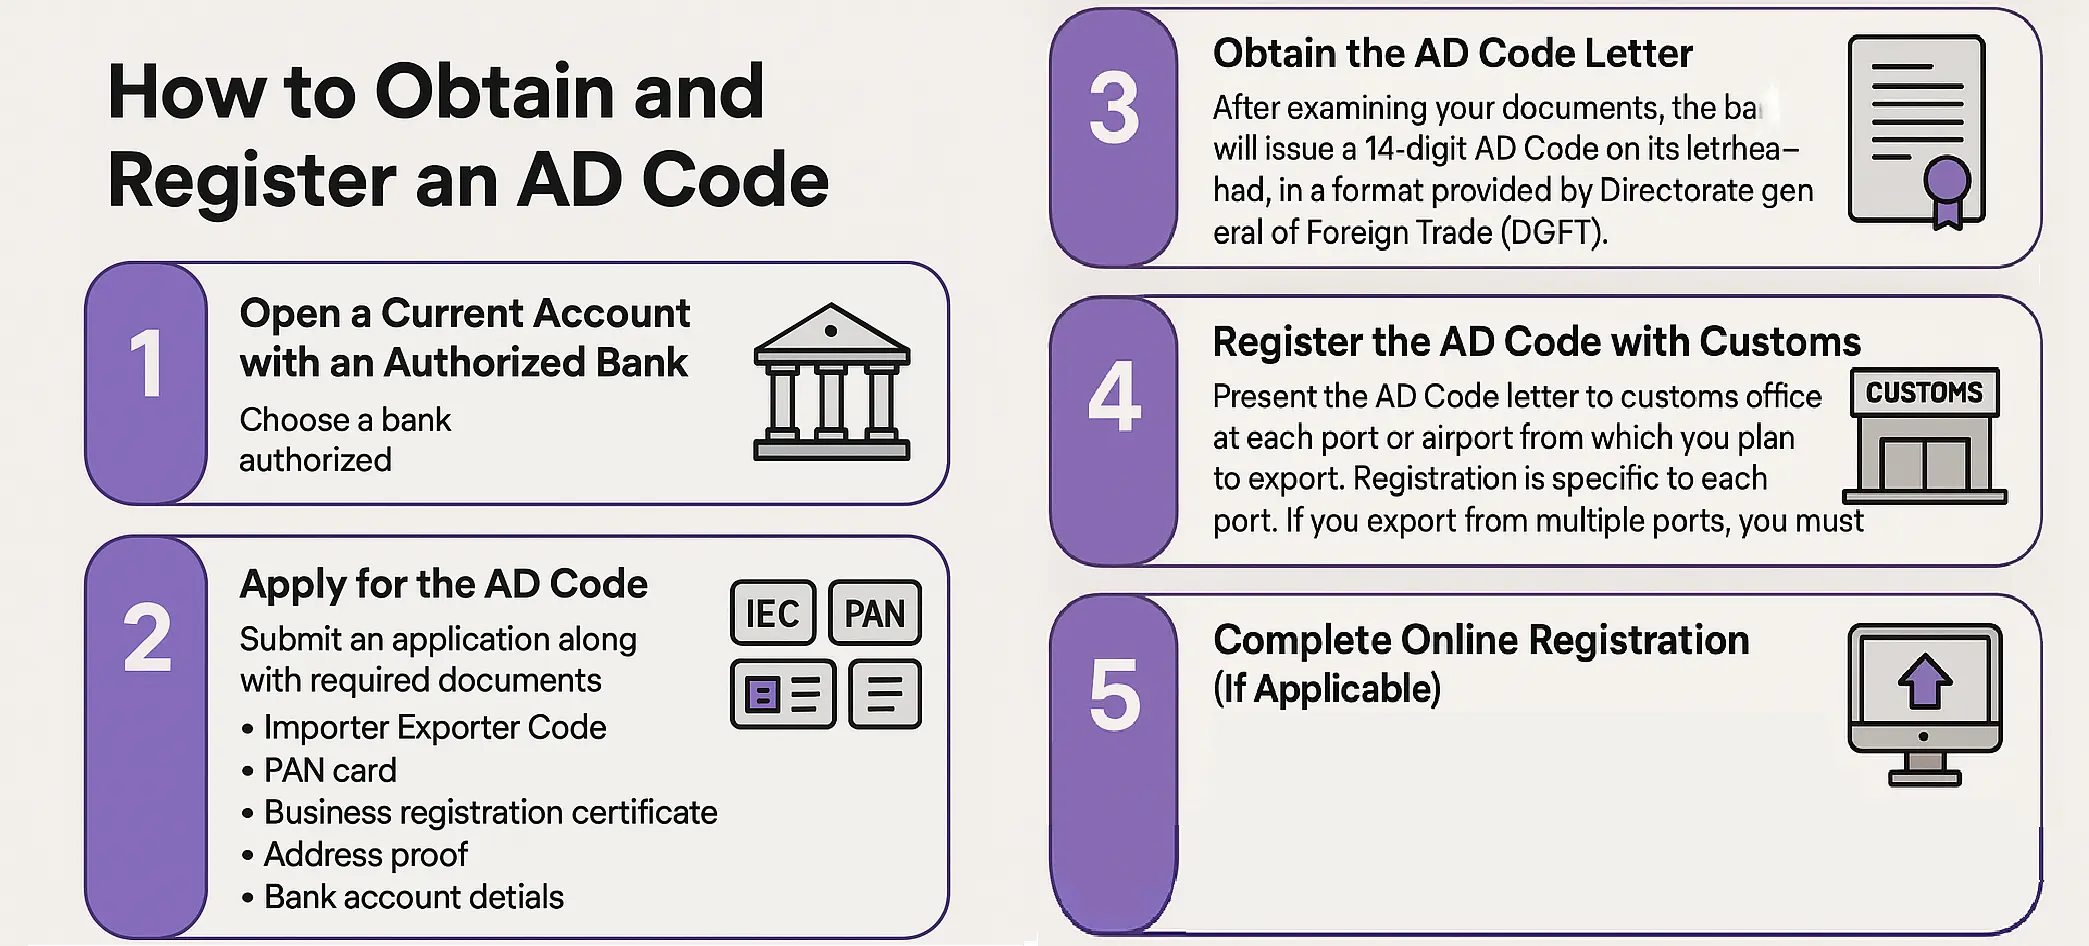 How to Obtain and
Register an AD Code
1
Open a Current Account
with an Authorized Bank
Choose a bank
authorized
2
Apply for the AD Code
Submit an application along
with required documents
• Importer Exporter Code
• PAN card
• Business registration certificate
• Address proof
• Bank account detials
IEC
PAN
3
Obtain the AD Code Letter
After examining your documents, the
will issue a 14-digit AD Code on its letrhea–
had, in a format provided by Directorate gen
eral of Foreign Trade (DGFT).
4
Register the AD Code with Customs
Present the AD Code letter to customs office
at each port or airport from which you plan
to export. Registration is specific to each
port. If you export from multiple ports, you must
CUSTOMS
5
Complete Online Registration
(If Applicable)